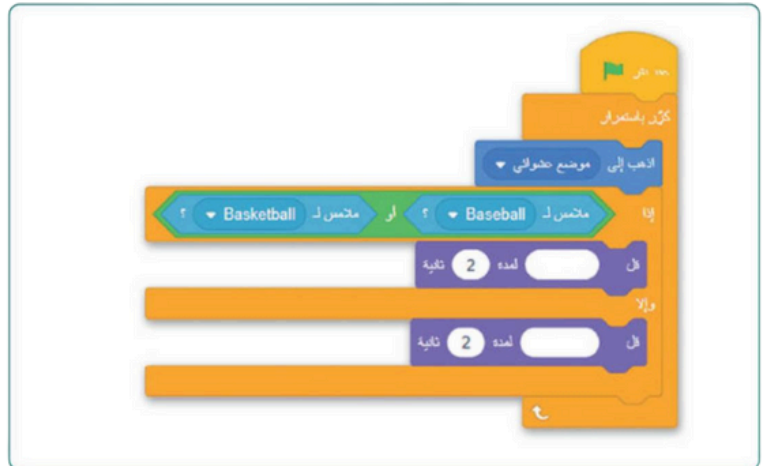 عند نقر
كرّر باستمرار
اذهب إلى موضع عشوائي
إذا ملامس لـ Baseball ؟ أو ملامس لـ Basketball ؟
قل لمدة 2 ثانية
وإلا
قل لمدة 2 ثانية